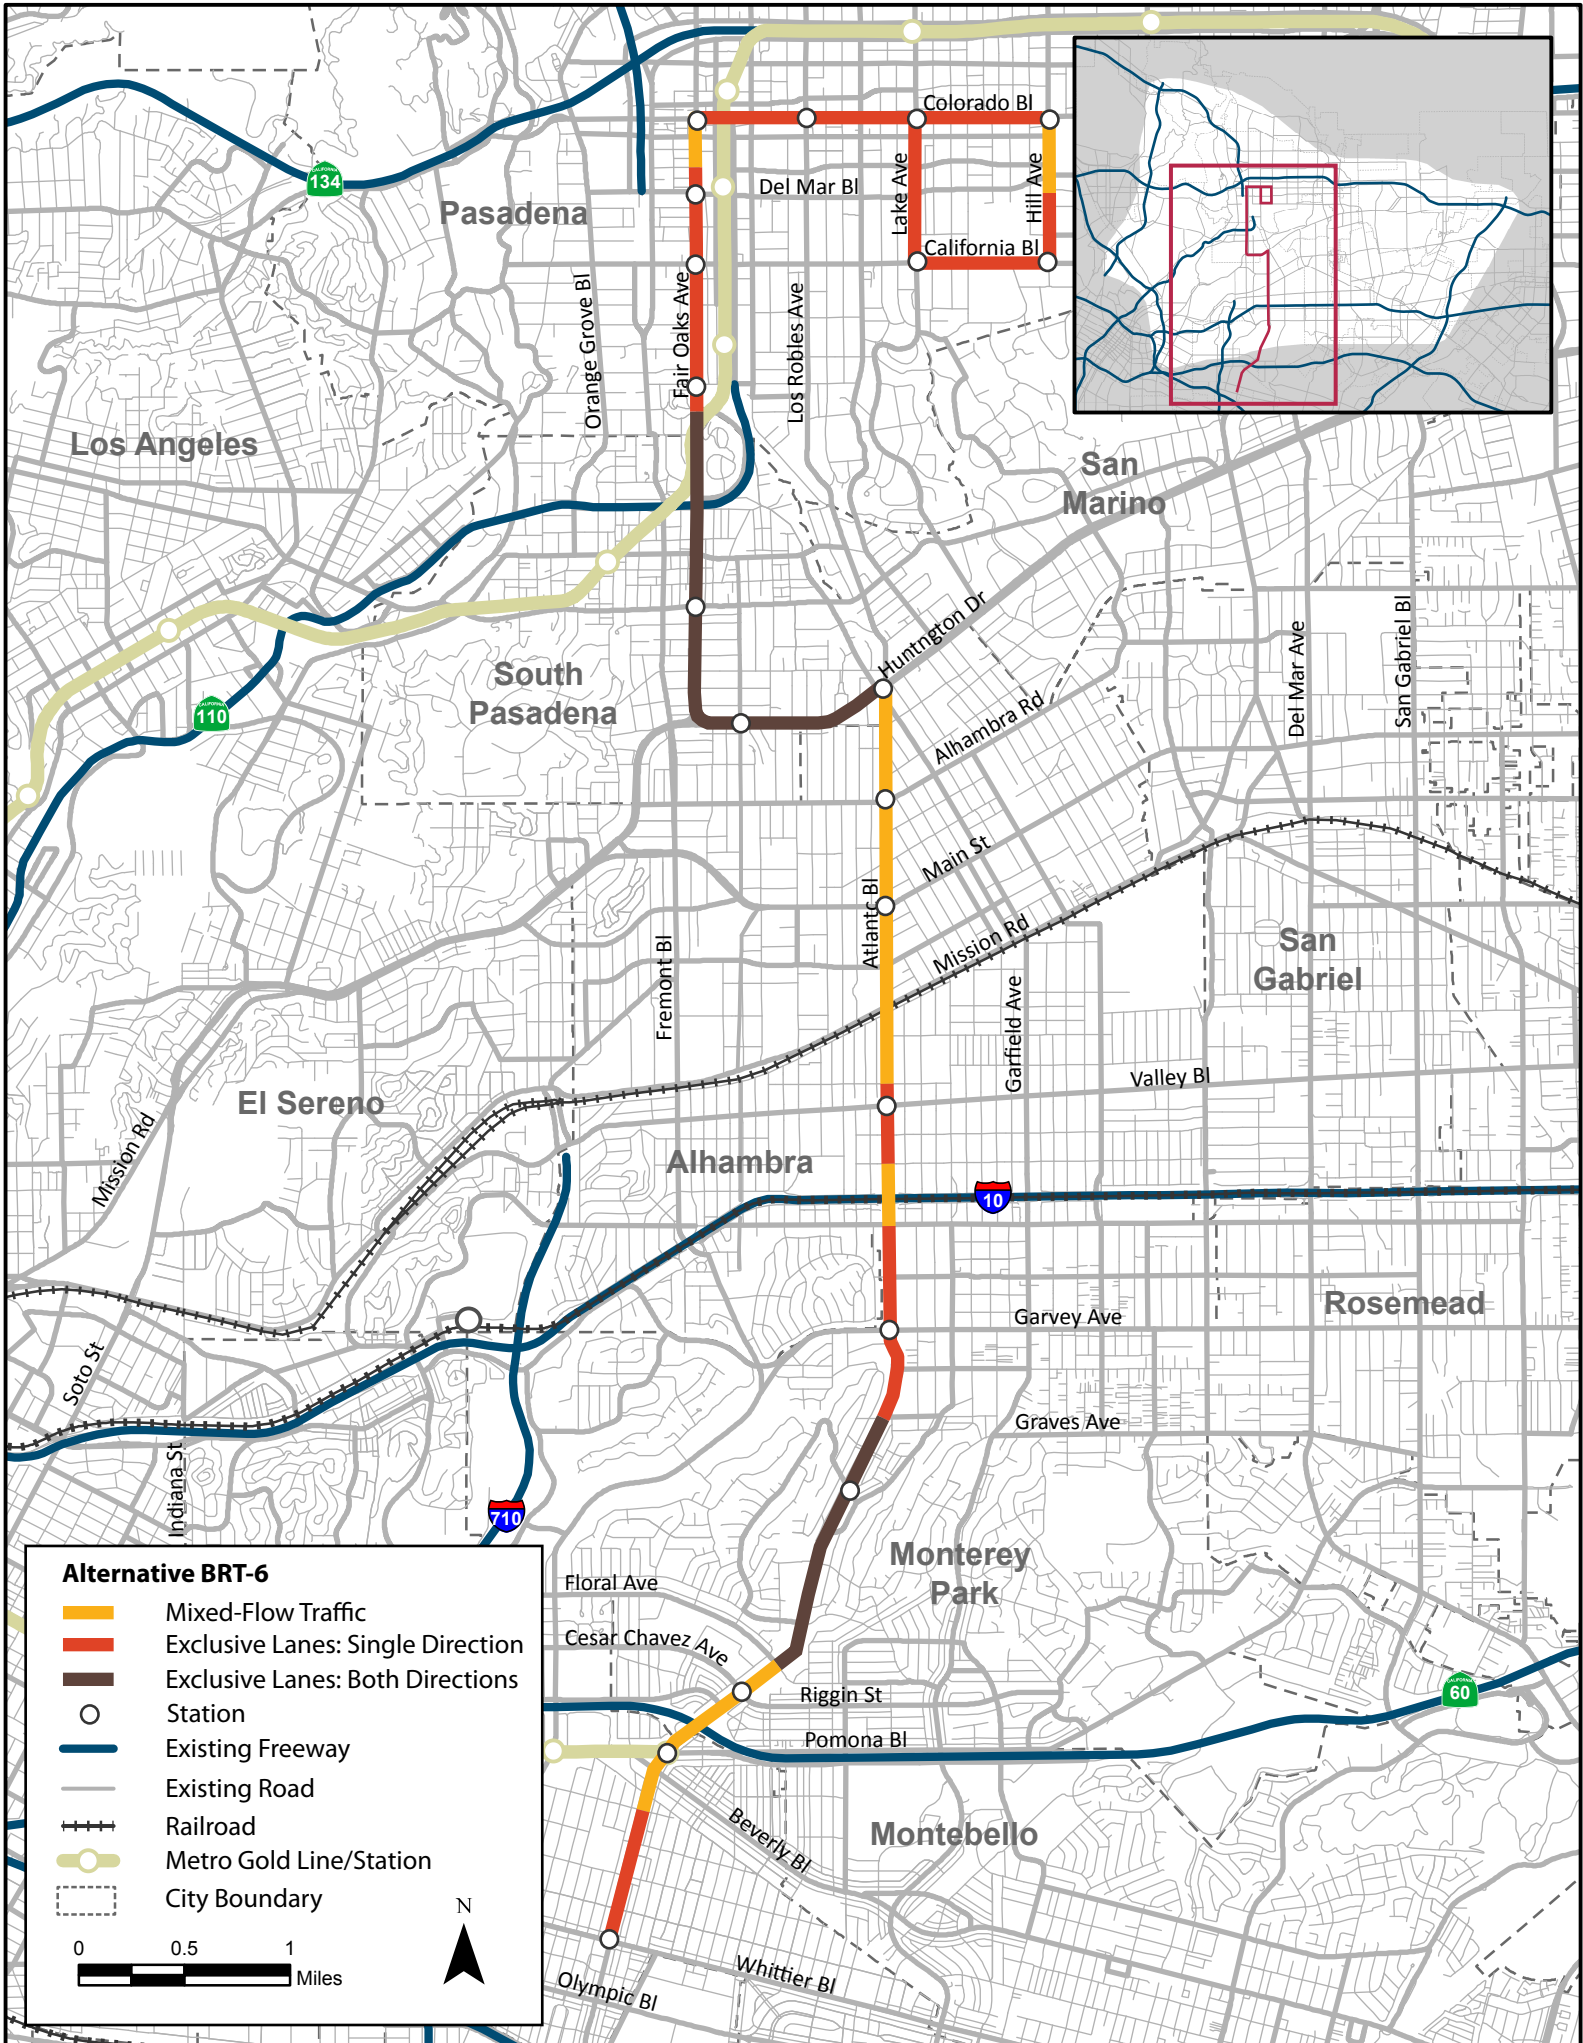 Colorado Bl
CALIFORNIA
134
Del Mar Bl
Lake Ave
Hill Ave
Pasadena
California Bl
Orange Grove Bl
Fair Oaks Ave
Los Robles Ave
Los Angeles
San
Marino
Huntngton Dr
South
Pasadena
Del Mar Ave
San Gabriel Bl
CALIFORNIA
110
Alhambra Rd
Main St
Atlantc Bl
Mission Rd
San
Gabriel
Fremont Bl
Garfield Ave
Valley Bl
El Sereno
Mission Rd
Alhambra
10
Rosemead
Garvey Ave
Soto St
Graves Ave
Indiana St
710
Monterey
Park
Floral Ave
Cesar Chavez Ave
Riggin St
CALIFORNIA
60
Pomona Bl
Beverly Bl
Montebello
Whittier Bl
Olympic Bl
Alternative BRT-6
Mixed-Flow Traffic
Exclusive Lanes: Single Direction
Exclusive Lanes: Both Directions
Station
Existing Freeway
Existing Road
Railroad
Metro Gold Line/Station
City Boundary
N
0 0.5 1
Miles